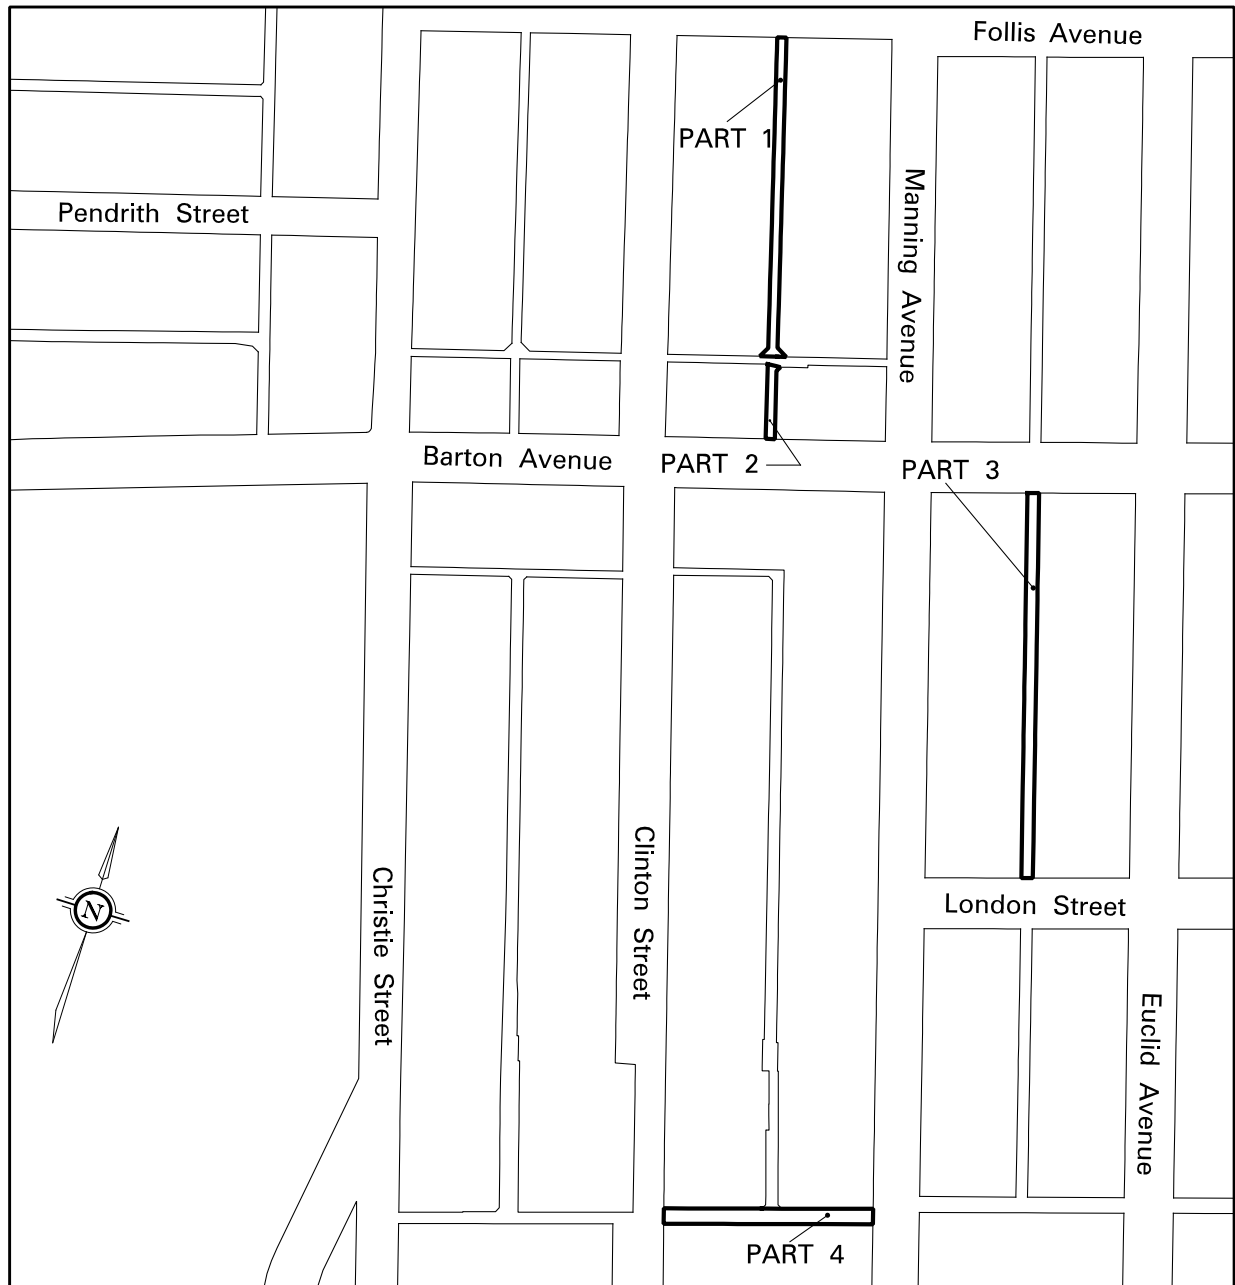 Follis Avenue
PART 1
Manning Avenue
Pendrith Street
Barton Avenue
PART 2
PART 3
Clinton Street
Christie Street
N
London Street
Euclid Avenue
PART 4